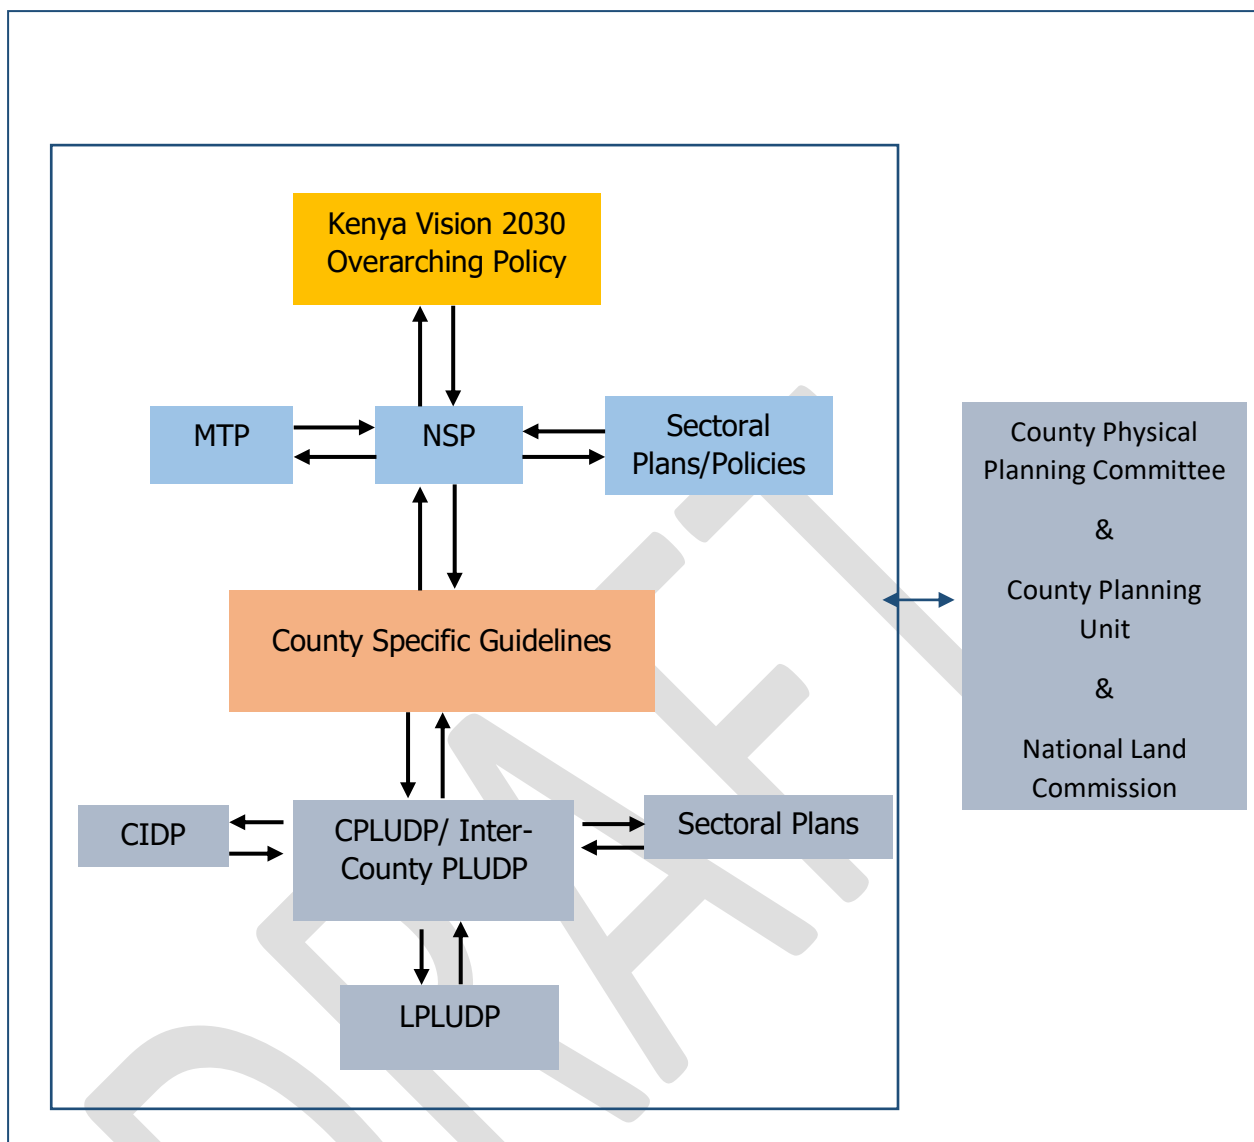 Kenya Vision 2030
Overarching Policy
MTP
NSP
Sectoral
Plans/Policies
County Specific Guidelines
CIDP
CPLUDP/ Inter-
County PLUDP
Sectoral Plans
LPLUDP
County Physical
Planning Committee
&
County Planning
Unit
&
National Land
Commission
DRAFT